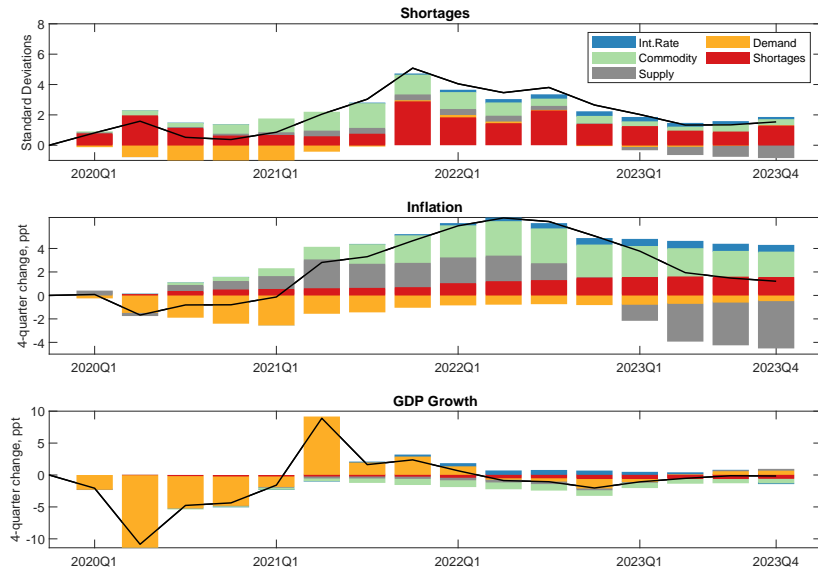 Shortages
8
6
4
2
0
Standard Deviations
Int.Rate
Commodity
Supply
Demand
Shortages
2020Q1 2021Q1 2022Q1 2023Q1 2023Q4
Inflation
4
2
0
-2
-4
4-quarter change, ppt
2020Q1 2021Q1 2022Q1 2023Q1 2023Q4
GDP Growth
10
5
0
-5
-10
4-quarter change, ppt
2020Q1 2021Q1 2022Q1 2023Q1 2023Q4